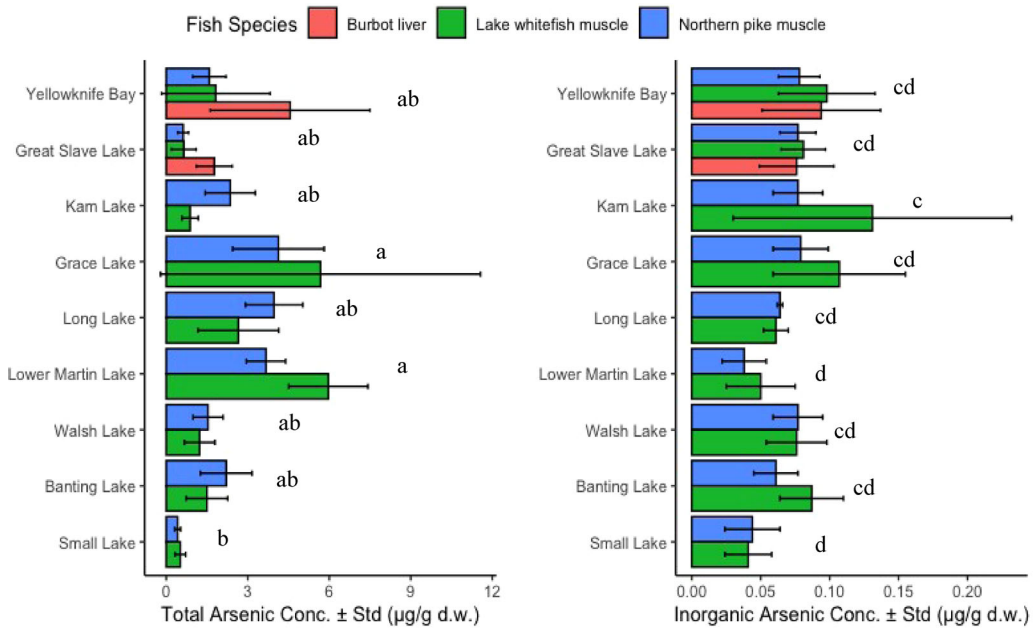 Fish Species Burbot liver Lake whitefish muscle Northern pike muscle
Yellowknife Bay ab
Great Slave Lake ab
Kam Lake ab
Grace Lake a
Long Lake ab
Lower Martin Lake a
Walsh Lake ab
Banting Lake ab
Small Lake b
0 3 6 9 12
Total Arsenic Conc. ± Std (µg/g d.w.)
Yellowknife Bay cd
Great Slave Lake cd
Kam Lake c
Grace Lake cd
Long Lake cd
Lower Martin Lake d
Walsh Lake cd
Banting Lake cd
Small Lake d
0.00 0.05 0.10 0.15 0.20
Inorganic Arsenic Conc. ± Std (µg/g d.w.)